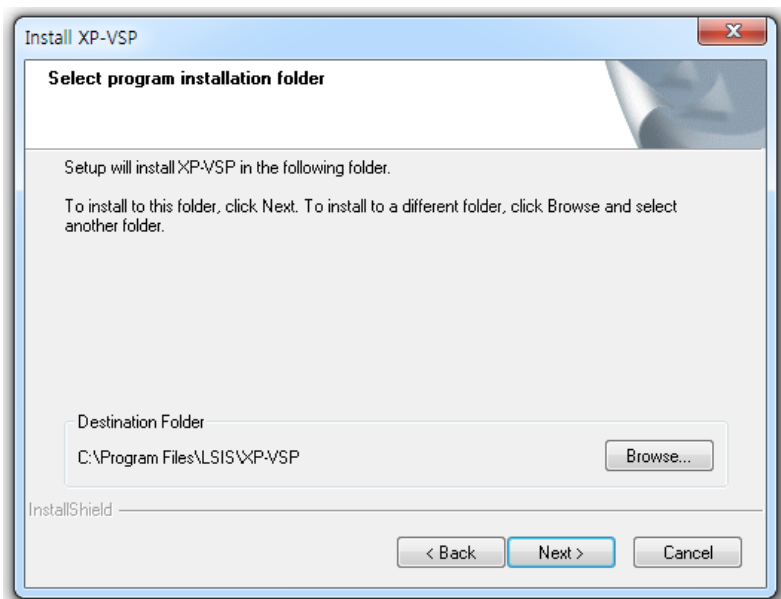 Install XP-VSP
Select program installation folder
Setup will install XP-VSP in the following folder.
To install to this folder, click Next. To install to a different folder, click Browse and select
another folder.
Destination Folder
C:\Program Files\LSIS\XP-VSP
Browse...
InstallShield
< Back
Next >
Cancel